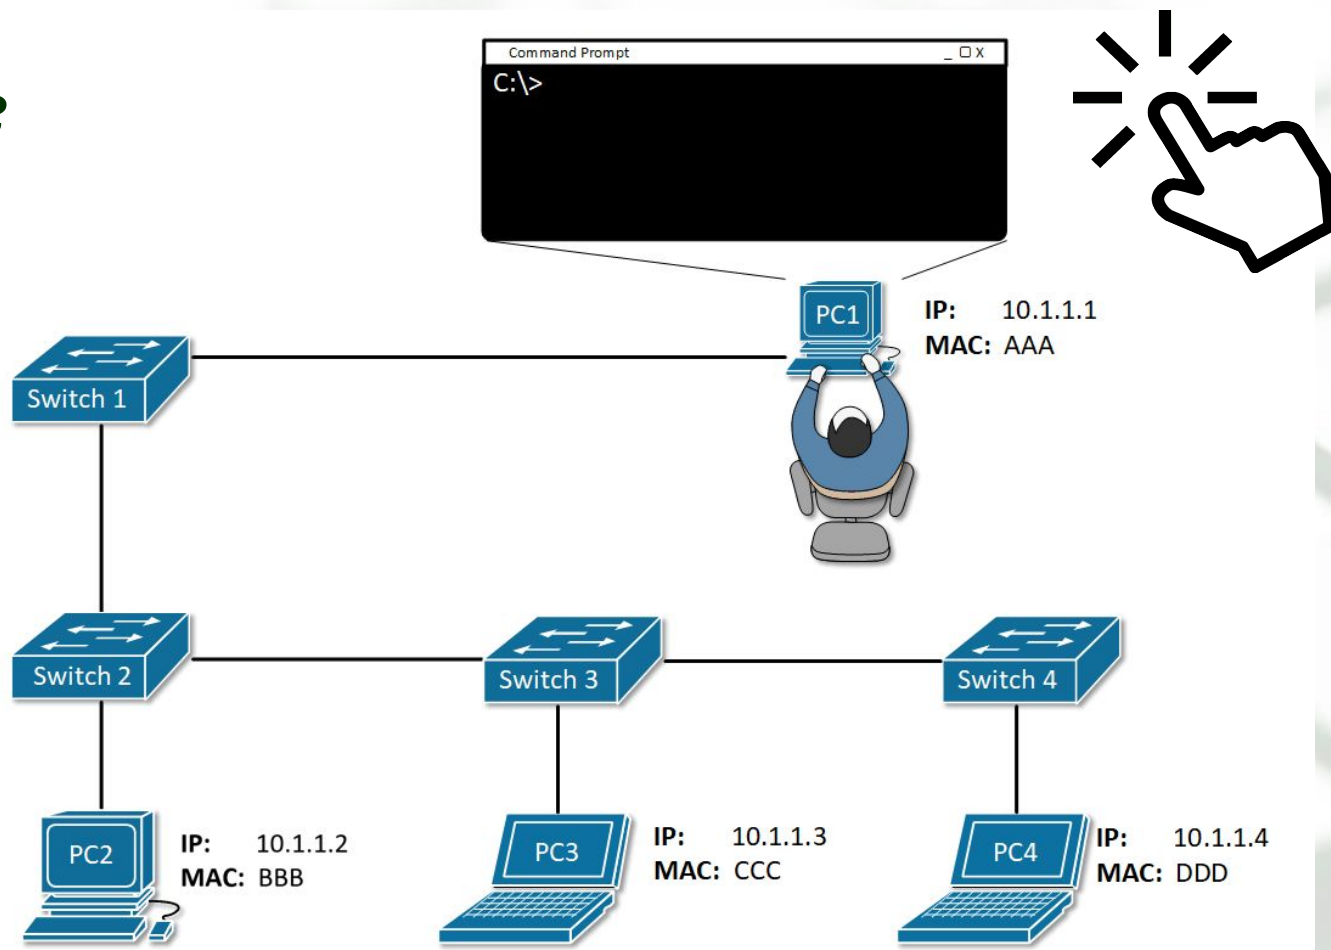 ?
Command Prompt _ □ X
C:\>
PC1
IP: 10.1.1.1
MAC: AAA
Switch 1
Switch 2
Switch 3
Switch 4
PC2
IP: 10.1.1.2
MAC: BBB
PC3
IP: 10.1.1.3
MAC: CCC
PC4
IP: 10.1.1.4
MAC: DDD